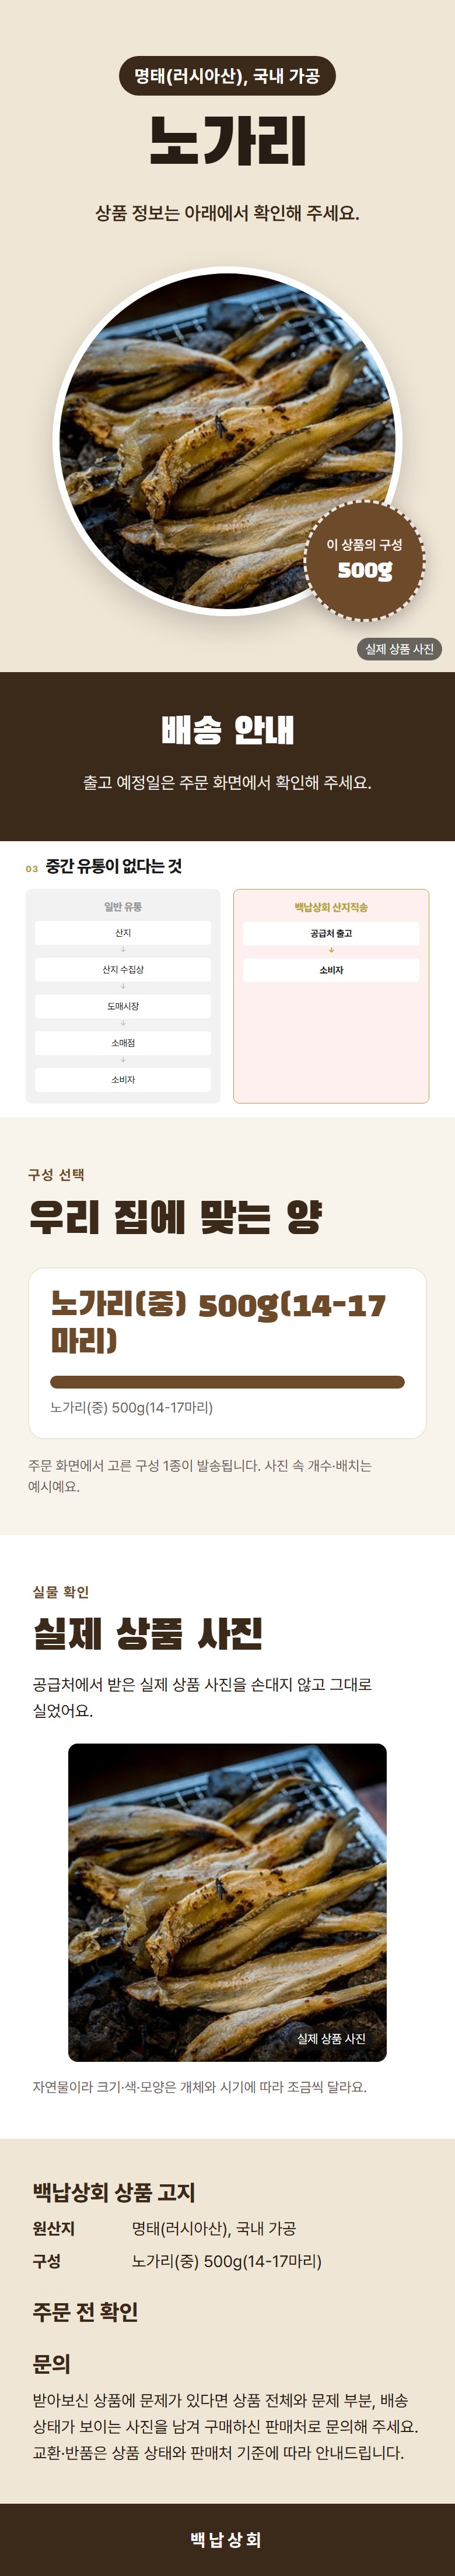 명태(러시아산), 국내 가공
노가리
상품 정보는 아래에서 확인해 주세요.
이 상품의 구성
500g
실제 상품 사진
배송 안내
출고 예정일은 주문 화면에서 확인해 주세요.
03 중간 유통이 없다는 것
일반 유통
산지
↓
산지 수집상
↓
도매시장
↓
소매점
↓
소비자
백납상회 산지직송
공급처 출고
↓
소비자
구성 선택
우리 집에 맞는 양
노가리(중) 500g(14-17
마리)
노가리(중) 500g(14-17마리)
주문 화면에서 고른 구성 1종이 발송됩니다. 사진 속 개수·배치는
예시예요.
실물 확인
실제 상품 사진
공급처에서 받은 실제 상품 사진을 손대지 않고 그대로
실었어요.
실제 상품 사진
자연물이라 크기·색·모양은 개체와 시기에 따라 조금씩 달라요.
백납상회 상품 고지
원산지 명태(러시아산), 국내 가공
구성 노가리(중) 500g(14-17마리)
주문 전 확인
문의
받아보신 상품에 문제가 있다면 상품 전체와 문제 부분, 배송
상태가 보이는 사진을 남겨 구매하신 판매처로 문의해 주세요.
교환·반품은 상품 상태와 판매처 기준에 따라 안내드립니다.
백납상회